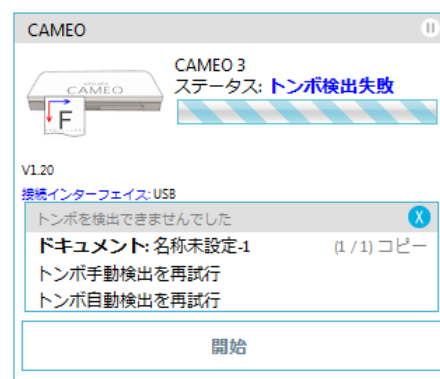 CAMEO
CAMEO 3
ステータス: トンボ検出失敗
CAMEO
F
V1.20
接続インターフェイス: USB
トンボを検出できませんでした X
ドキュメント: 名称未設定-1 (1 / 1) コピー
トンボ手動検出を再試行
トンボ自動検出を再試行
開始